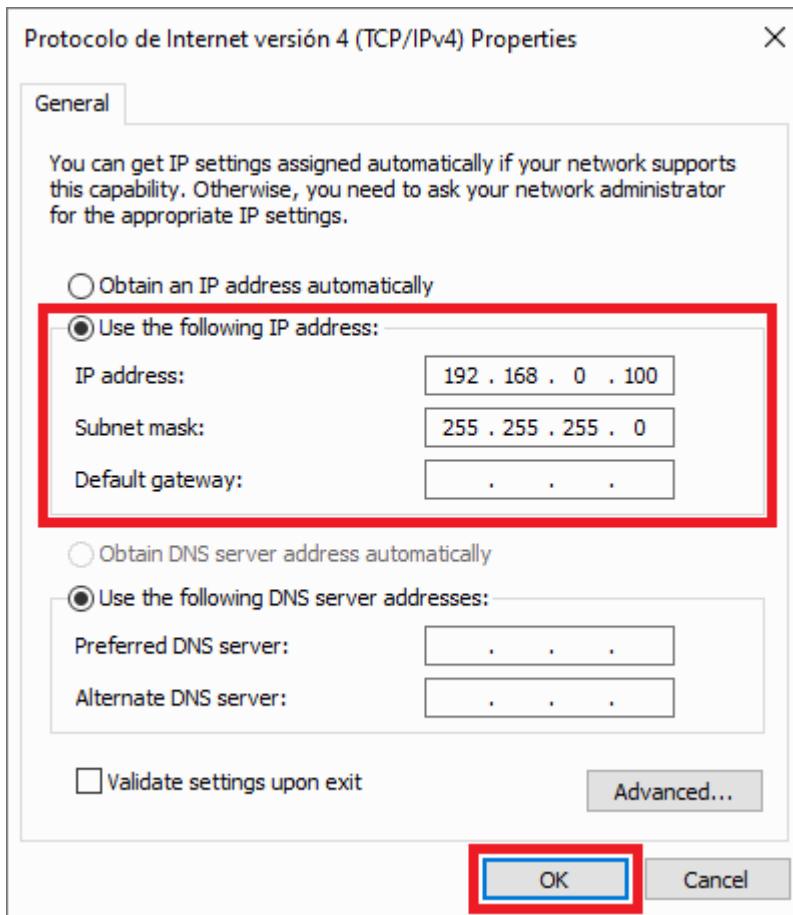 Protocolo de Internet versión 4 (TCP/IPv4) Properties
General
You can get IP settings assigned automatically if your network supports
this capability. Otherwise, you need to ask your network administrator
for the appropriate IP settings.
Obtain an IP address automatically
Use the following IP address:
IP address: 192 . 168 . 0 . 100
Subnet mask: 255 . 255 . 255 . 0
Default gateway: . . .
Obtain DNS server address automatically
Use the following DNS server addresses:
Preferred DNS server: . . .
Alternate DNS server: . . .
Validate settings upon exit
Advanced...
OK Cancel